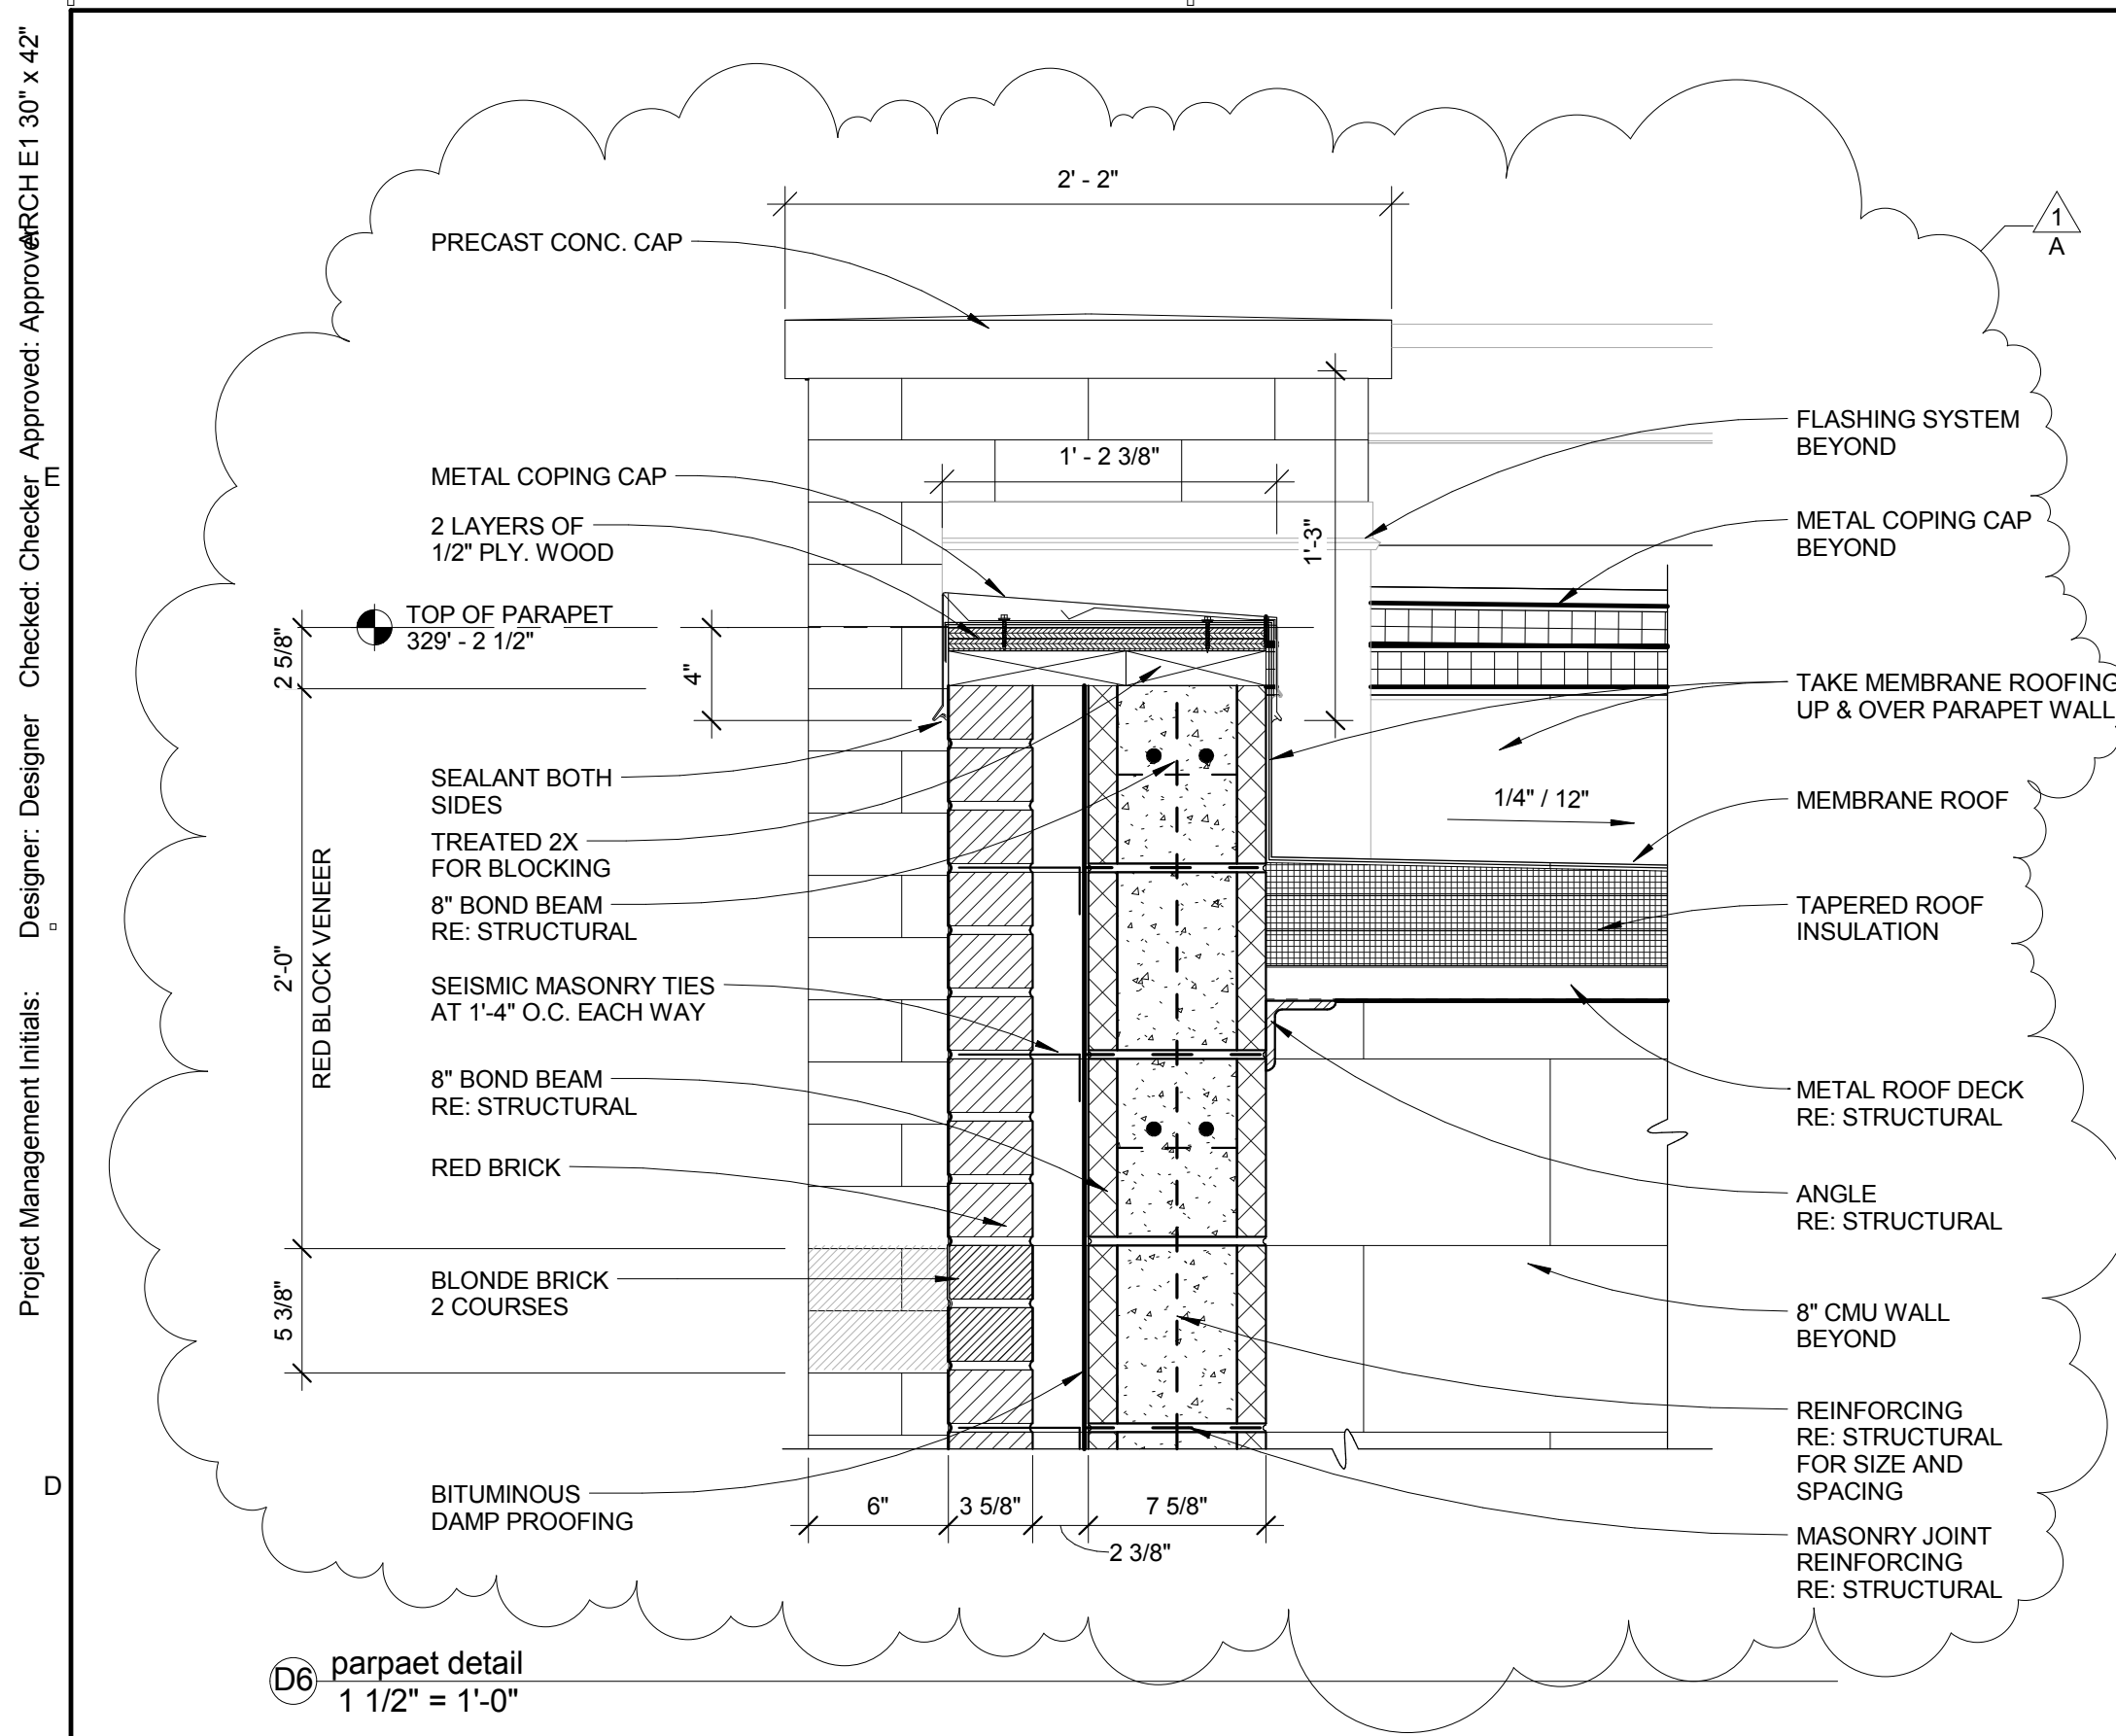 ARCH E1 30" x 42"
Approved: Approver
Checked: Checker
Designer: Designer
Project Management Initials:
E
D
2' - 2"
1
A
PRECAST CONC. CAP
METAL COPING CAP
2 LAYERS OF
1/2" PLY. WOOD
TOP OF PARAPET
329' - 2 1/2"
SEALANT BOTH
SIDES
TREATED 2X
FOR BLOCKING
8" BOND BEAM
RE: STRUCTURAL
SEISMIC MASONRY TIES
AT 1'-4" O.C. EACH WAY
8" BOND BEAM
RE: STRUCTURAL
RED BRICK
BLONDE BRICK
2 COURSES
BITUMINOUS
DAMP PROOFING
2 5/8"
2'-0"
RED BLOCK VENEER
5 3/8"
4"
1' - 2 3/8"
1'-3"
1/4" / 12"
6"
3 5/8"
7 5/8"
2 3/8"
FLASHING SYSTEM
BEYOND
METAL COPING CAP
BEYOND
TAKE MEMBRANE ROOFING
UP & OVER PARAPET WALL
MEMBRANE ROOF
TAPERED ROOF
INSULATION
METAL ROOF DECK
RE: STRUCTURAL
ANGLE
RE: STRUCTURAL
8" CMU WALL
BEYOND
REINFORCING
RE: STRUCTURAL
FOR SIZE AND
SPACING
MASONRY JOINT
REINFORCING
RE: STRUCTURAL
D6
parpaet detail
1 1/2" = 1'-0"